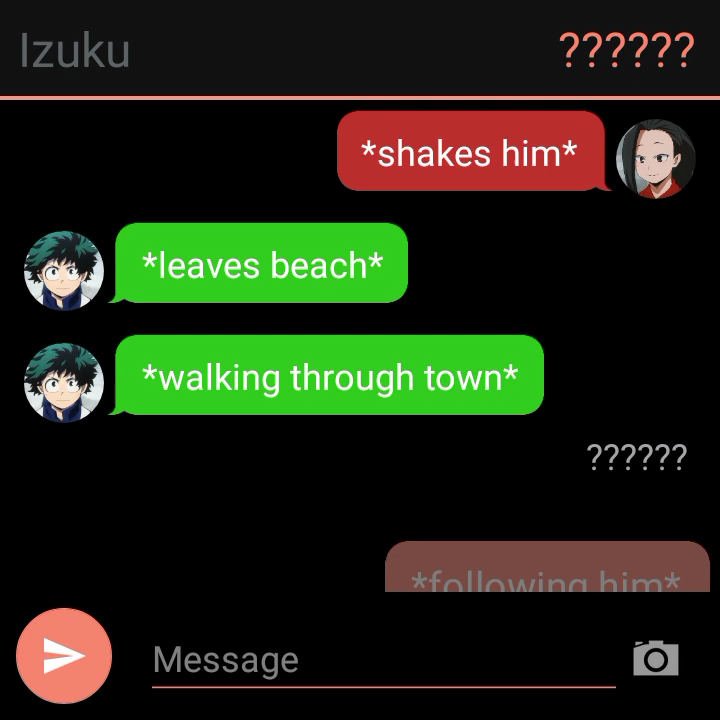 Izuku
??????
*shakes him*
*leaves beach*
*walking through town*
??????
*following him*
Message